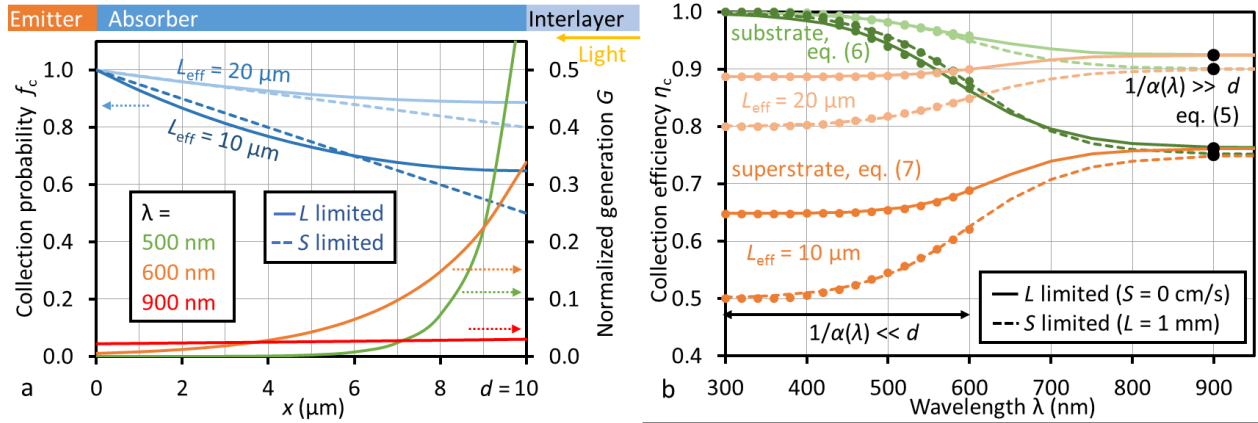 Emitter
Absorber
Interlayer
Light
Collection probability fc
1.0
0.8
0.6
0.4
0.2
0.0
Leff = 20 µm
Leff = 10 µm
λ =
500 nm
600 nm
900 nm
L limited
S limited
0.5
0.4
0.3
0.2
0.1
0.0
Normalized generation G
0
2
4
6
8
d = 10
x (µm)
a
Collection efficiency ηc
1.0
0.9
0.8
0.7
0.6
0.5
0.4
substrate,
eq. (6)
Leff = 20 µm
1/α(λ) >> d
eq. (5)
superstrate, eq. (7)
Leff = 10 µm
L limited (S = 0 cm/s)
S limited (L = 1 mm)
1/α(λ) << d
300
400
500
600
700
800
900
Wavelength λ (nm)
b